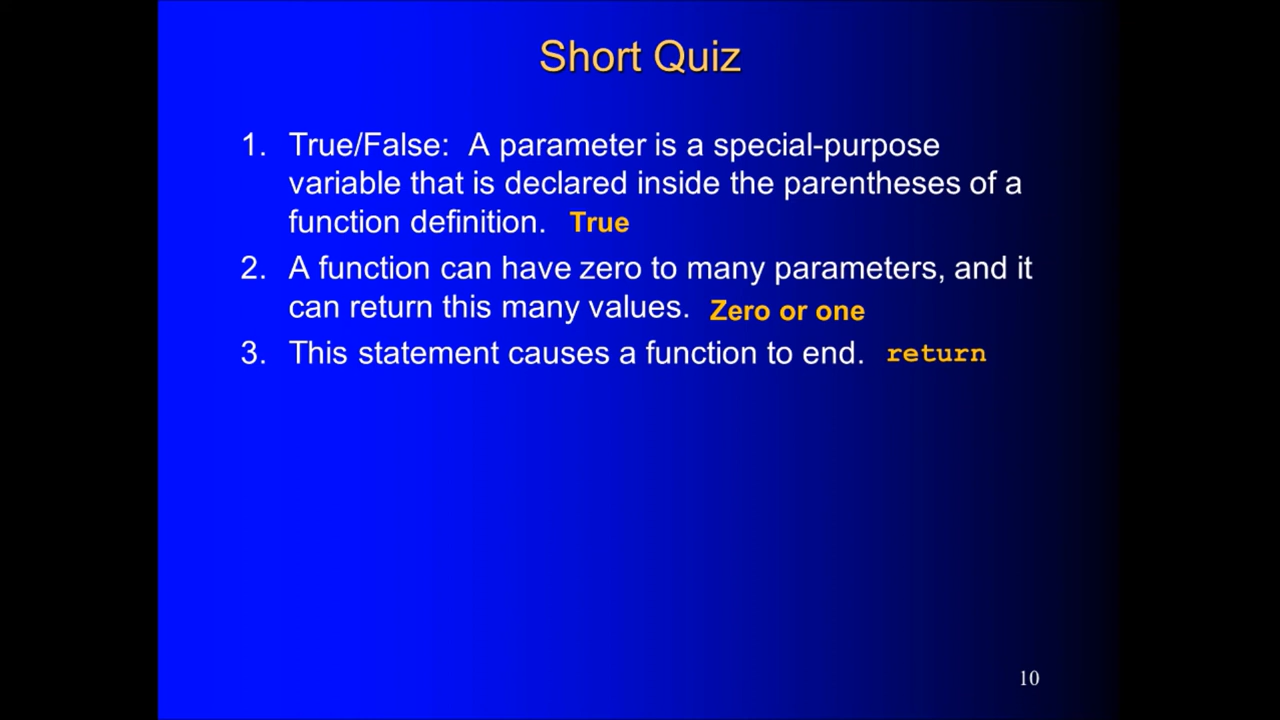 Short Quiz
1. True/False: A parameter is a special-purpose
variable that is declared inside the parentheses of a
function definition. True
2. A function can have zero to many parameters, and it
can return this many values. Zero or one
3. This statement causes a function to end. return
10